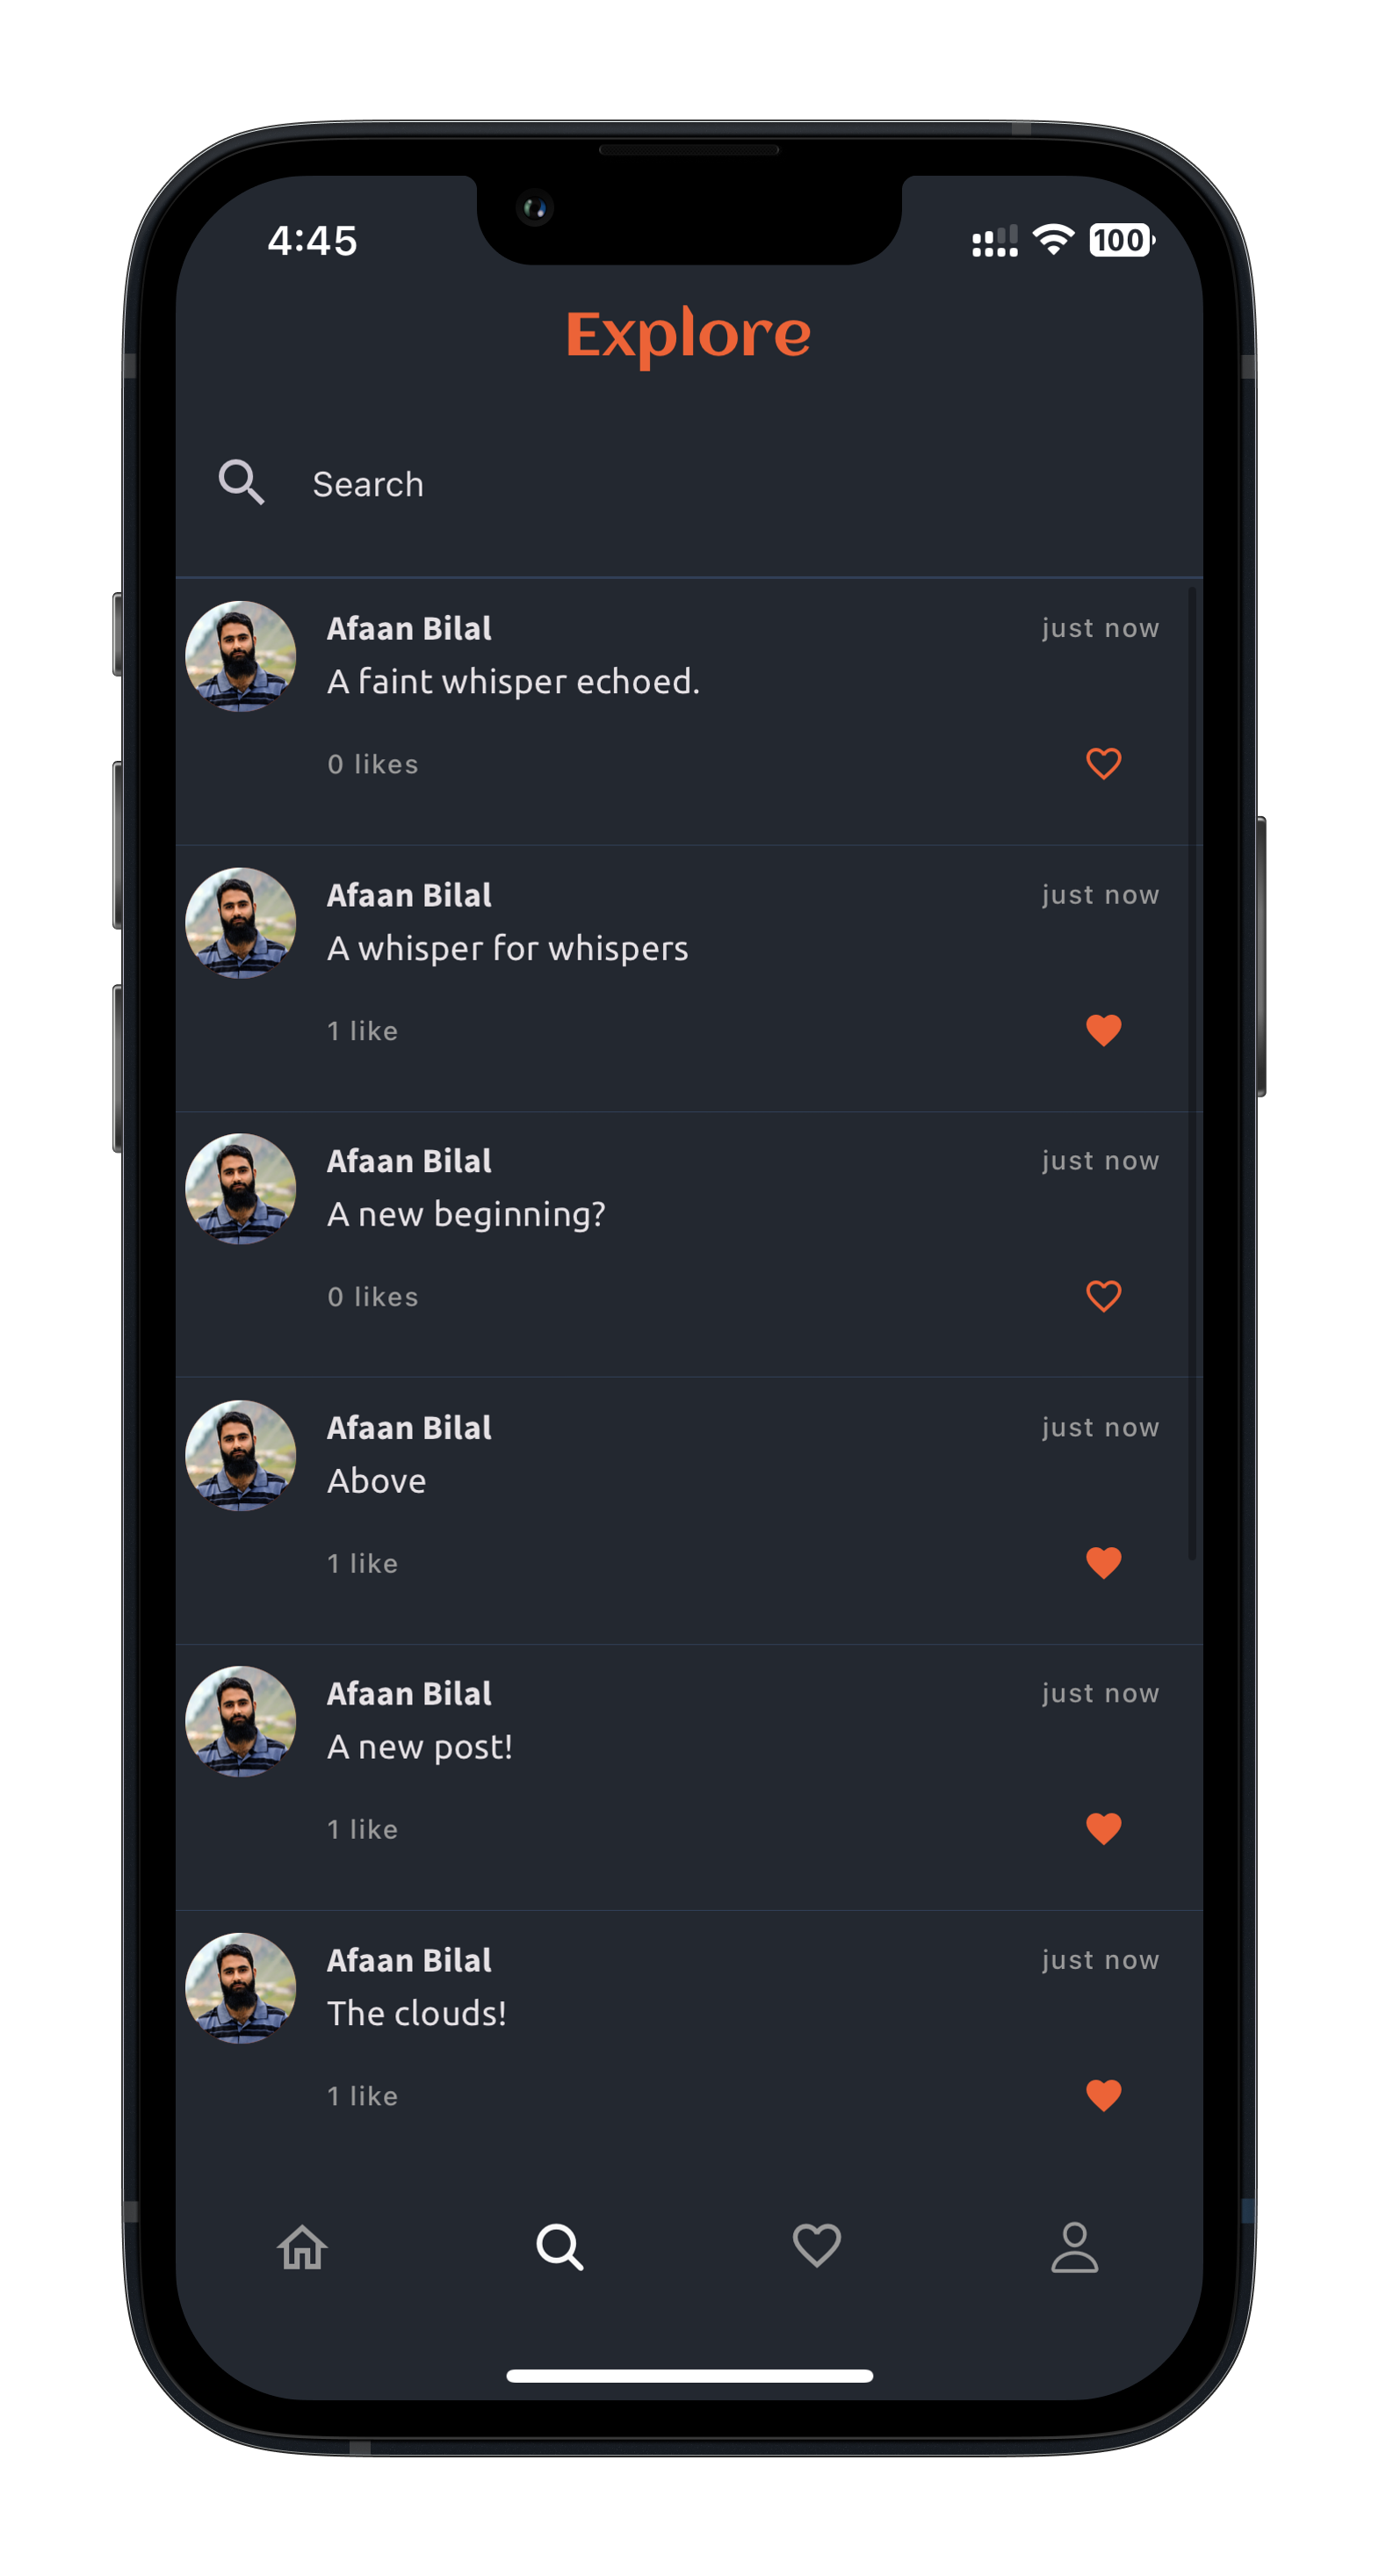 4:45
100
Explore
Search
Afaan Bilal just now
A faint whisper echoed.
0 likes
Afaan Bilal just now
A whisper for whispers
1 like
Afaan Bilal just now
A new beginning?
0 likes
Afaan Bilal just now
Above
1 like
Afaan Bilal just now
A new post!
1 like
Afaan Bilal just now
The clouds!
1 like